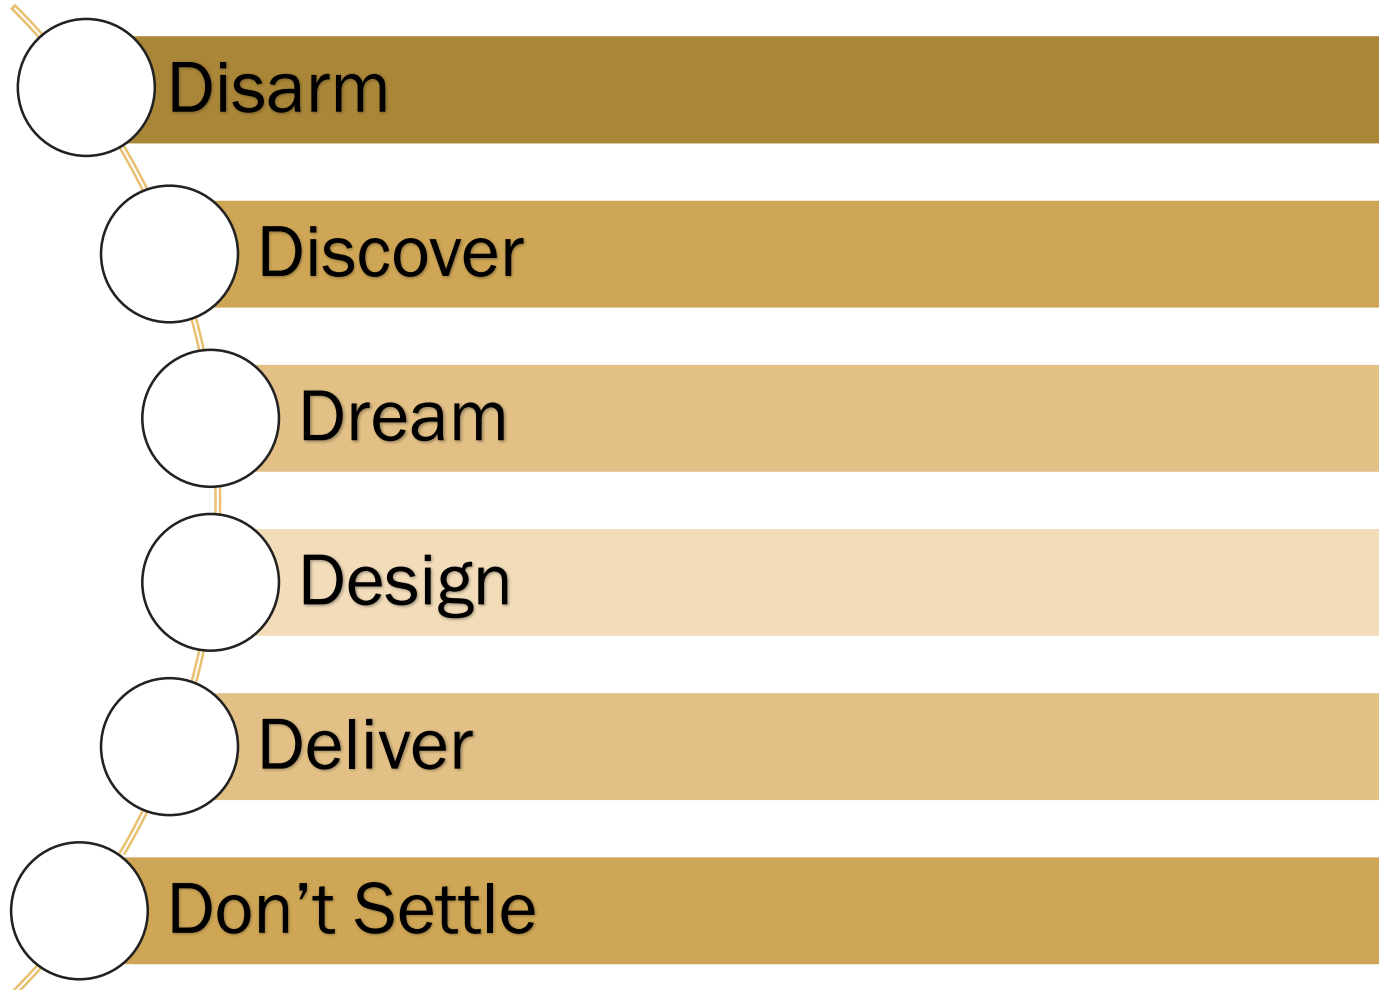 Disarm
Discover
Dream
Design
Deliver
Don’t Settle